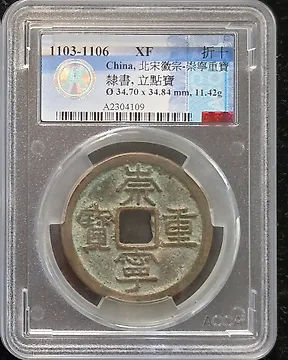 1103-1106 XF 折十
China, 北宋徽宗-崇寧重寶
隸書, 立點寶
Ø 34.70 x 34.84 mm, 11.42g
A2304109
崇
寶 重
寧